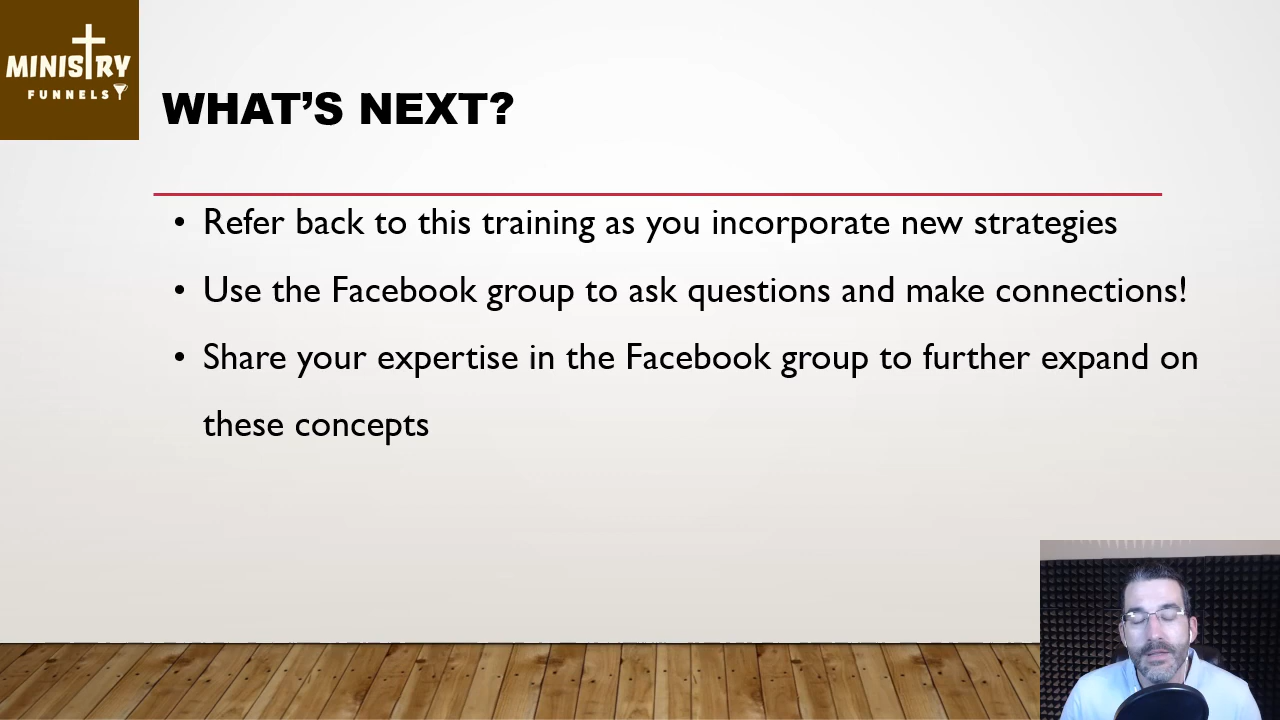 MINISTRY
FUNNELS
WHAT'S NEXT?
• Refer back to this training as you incorporate new strategies
• Use the Facebook group to ask questions and make connections!
• Share your expertise in the Facebook group to further expand on
these concepts